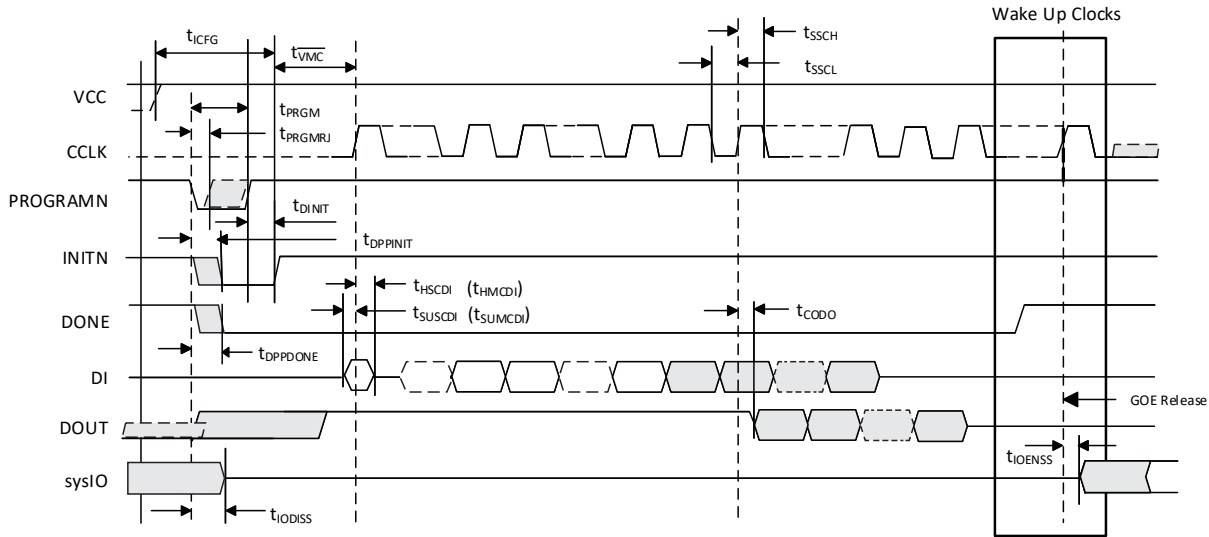 Wake Up Clocks
tICFG
tVMC
tSSCH
tSSCL
VCC
tPRGM
tPRGMRJ
CCLK
PROGRAMN
tDINIT
tDPPINIT
INITN
tHSCDI (tHMCDI)
tSUSCDI (tSUMCDI)
tCODO
DONE
tDPPDONE
DI
GOE Release
DOUT
tIOENSS
sysIO
tIODISS